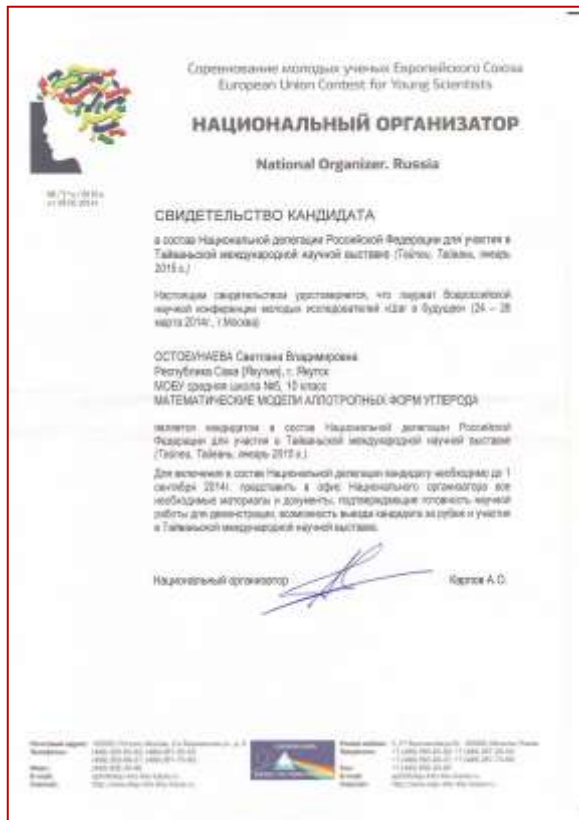 Соревнование молодых ученых Европейского Союза
European Union Contest for Young Scientists
НАЦИОНАЛЬНЫЙ ОРГАНИЗАТОР
National Organizer. Russia
СВИДЕТЕЛЬСТВО КАНДИДАТА
в состав Национальной делегации Российской Федерации для участия в
Тайваньской международной научной выставке (Тайпей, Тайвань, январь
2015 г.)
Настоящим свидетельством удостоверяется, что лауреат Всероссийской
научной конференции молодых исследователей «Шаг в будущее» (24 – 28
марта 2014г., г.Москва)
Светлана Владимировна
Республика Саха (Якутия), г. Якутск
МОБУ средняя школа №5, 10 класс
МАТЕМАТИЧЕСКИЕ МОДЕЛИ АЛЛОТРОПНЫХ ФОРМ УГЛЕРОДА
является кандидатом в состав Национальной делегации Российской
Федерации для участия в Тайваньской международной научной выставке
(Тайпей, Тайвань, январь 2015 г.)
Для включения в состав Национальной делегации кандидату необходимо до 1
сентября 2014г. представить в офис Национального организатора все
необходимые материалы и документы, подтверждающие готовность научной
работы для демонстрации, возможность выезда кандидата за рубеж и участия
в Тайваньской международной научной выставке.
Национальный организатор Карпов А.О.